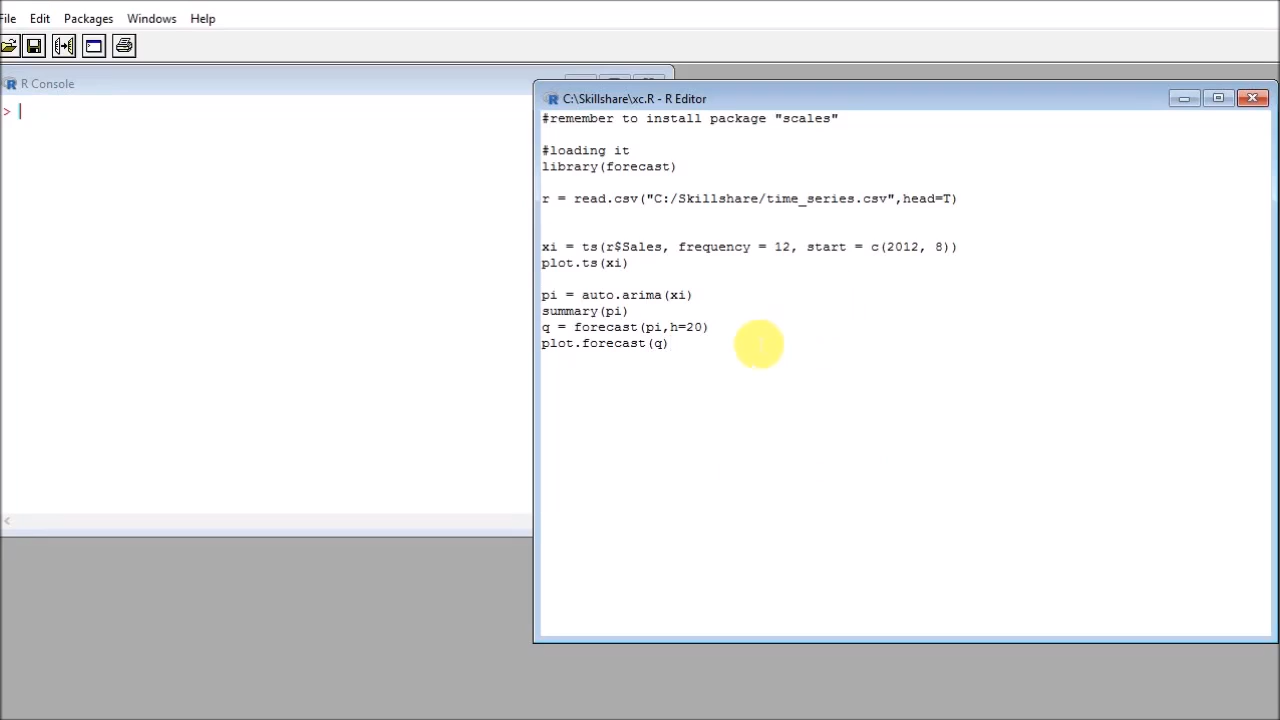 File Edit Packages Windows Help
R Console
>
C:\Skillshare\xc.R - R Editor
#remember to install package "scales"
#loading it
library(forecast)
r = read.csv("C:/Skillshare/time_series.csv",head=T)
xi = ts(r$Sales, frequency = 12, start = c(2012, 8))
plot.ts(xi)
pi = auto.arima(xi)
summary(pi)
q = forecast(pi,h=20)
plot.forecast(q)